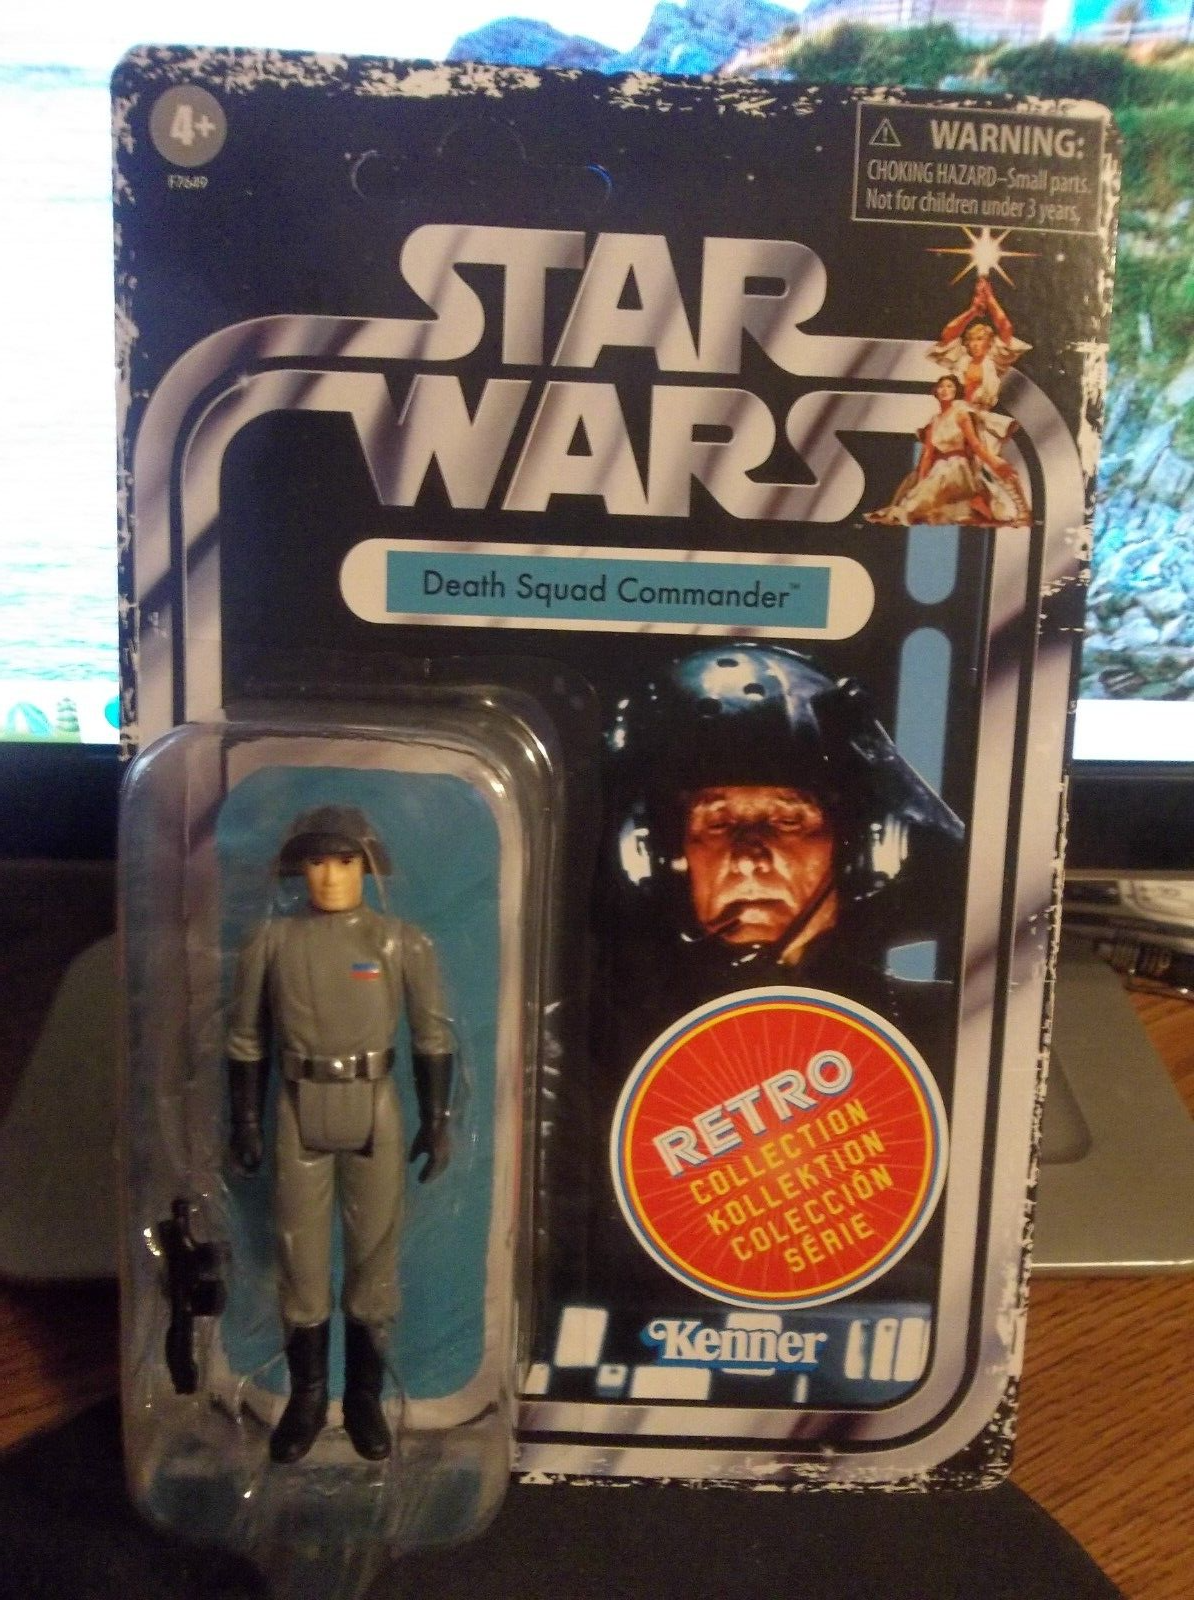 4+
F7649
WARNING:
CHOKING HAZARD–Small parts.
Not for children under 3 years.
STAR
WARS
Death Squad Commander™
RETRO
COLLECTION
KOLLEKTION
COLECCIÓN
SÉRIE
Kenner